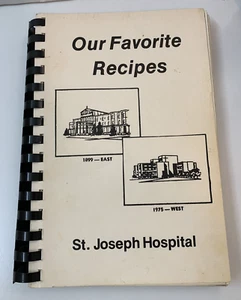 Our Favorite
Recipes
1899 — EAST
1975 — WEST
St. Joseph Hospital